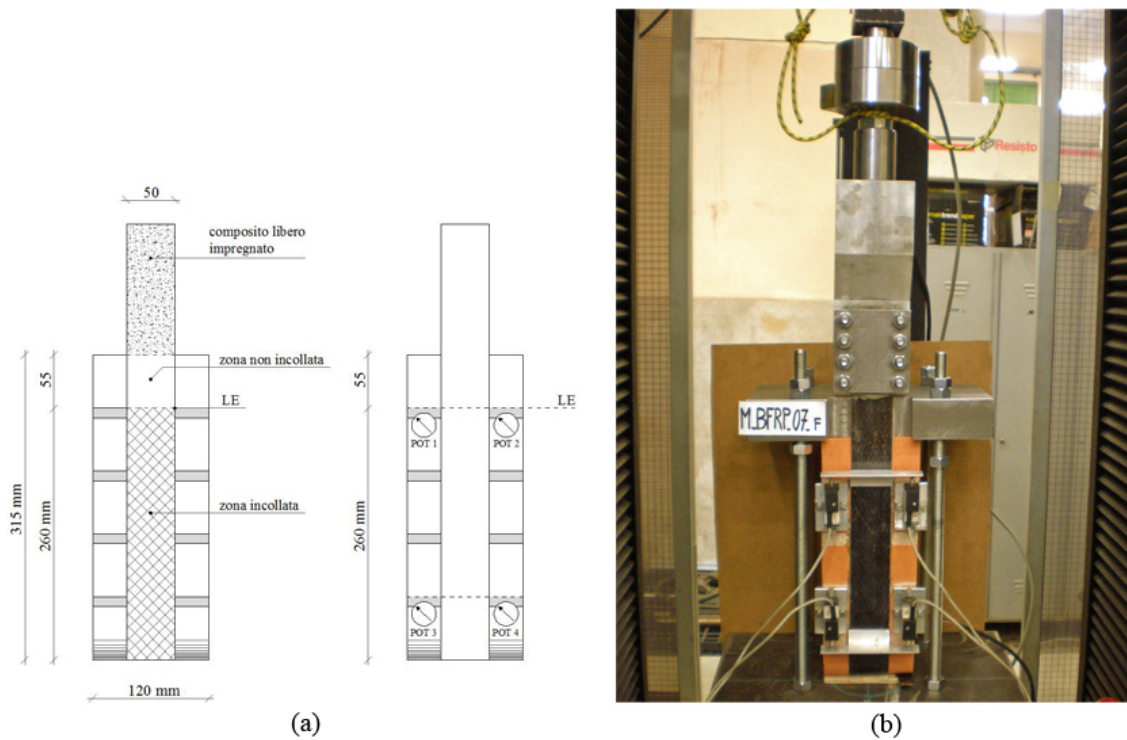 50
composito libero
impregnato
zona non incollata
LE
zona incollata
315 mm
55
260 mm
120 mm
LE
55
260 mm
POT 1
POT 2
POT 3
POT 4
(a)
Resisto
M_BFRP_07_F
(b)